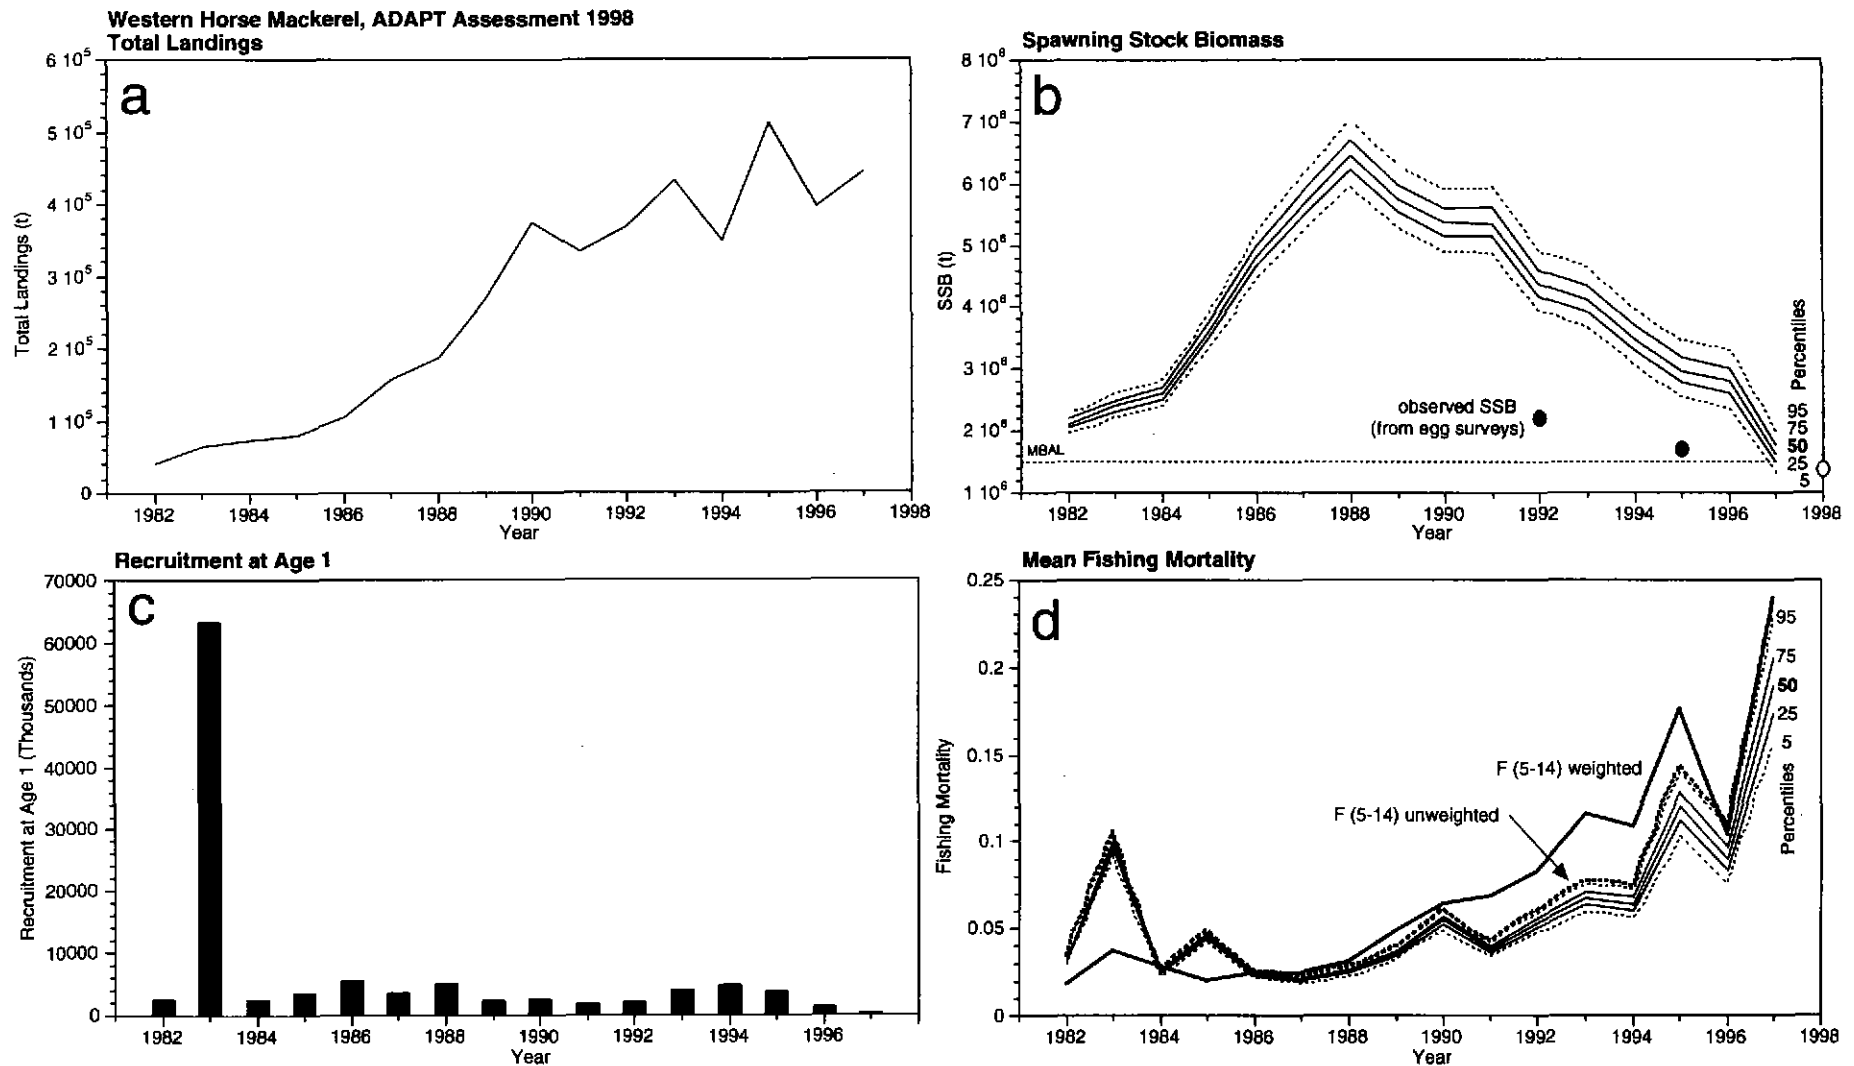 Western Horse Mackerel, ADAPT Assessment 1998
Total Landings
a
6 10⁵
5 10⁵
4 10⁵
3 10⁵
2 10⁵
1 10⁵
0
Total Landings (t)
1982 1984 1986 1988 1990 1992 1994 1996 1998
Year
Spawning Stock Biomass
b
8 10⁶
7 10⁶
6 10⁶
5 10⁶
4 10⁶
3 10⁶
2 10⁶
1 10⁶
SSB (t)
observed SSB
(from egg surveys)
MBAL
Percentiles
95
75
50
25
5
1982 1984 1986 1988 1990 1992 1994 1996 1998
Year
Recruitment at Age 1
c
70000
60000
50000
40000
30000
20000
10000
0
Recruitment at Age 1 (Thousands)
1982 1984 1986 1988 1990 1992 1994 1996
Year
Mean Fishing Mortality
d
0.25
0.2
0.15
0.1
0.05
0
Fishing Mortality
F (5-14) weighted
F (5-14) unweighted
95
75
50
25
5
Percentiles
1982 1984 1986 1988 1990 1992 1994 1996 1998
Year